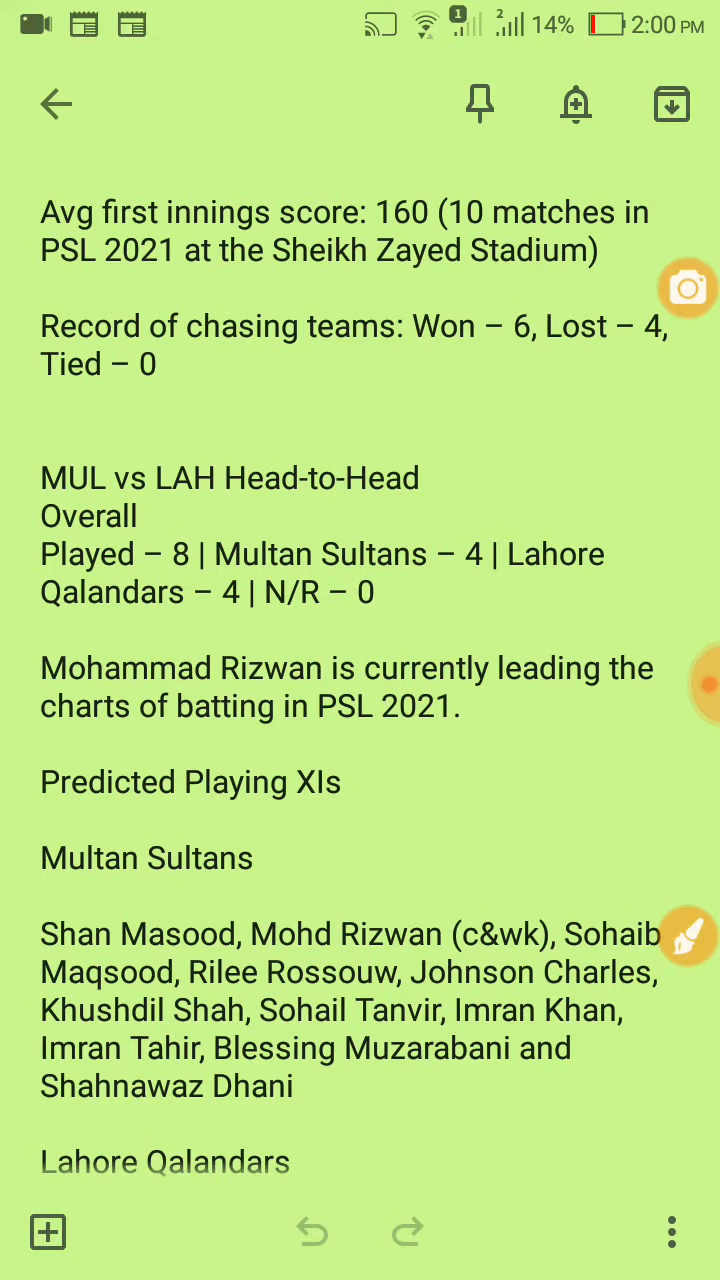 1 2 14% 2:00 PM
Avg first innings score: 160 (10 matches in
PSL 2021 at the Sheikh Zayed Stadium)
Record of chasing teams: Won – 6, Lost – 4,
Tied – 0
MUL vs LAH Head-to-Head
Overall
Played – 8 | Multan Sultans – 4 | Lahore
Qalandars – 4 | N/R – 0
Mohammad Rizwan is currently leading the
charts of batting in PSL 2021.
Predicted Playing XIs
Multan Sultans
Shan Masood, Mohd Rizwan (c&wk), Sohaib
Maqsood, Rilee Rossouw, Johnson Charles,
Khushdil Shah, Sohail Tanvir, Imran Khan,
Imran Tahir, Blessing Muzarabani and
Shahnawaz Dhani
Lahore Qalandars